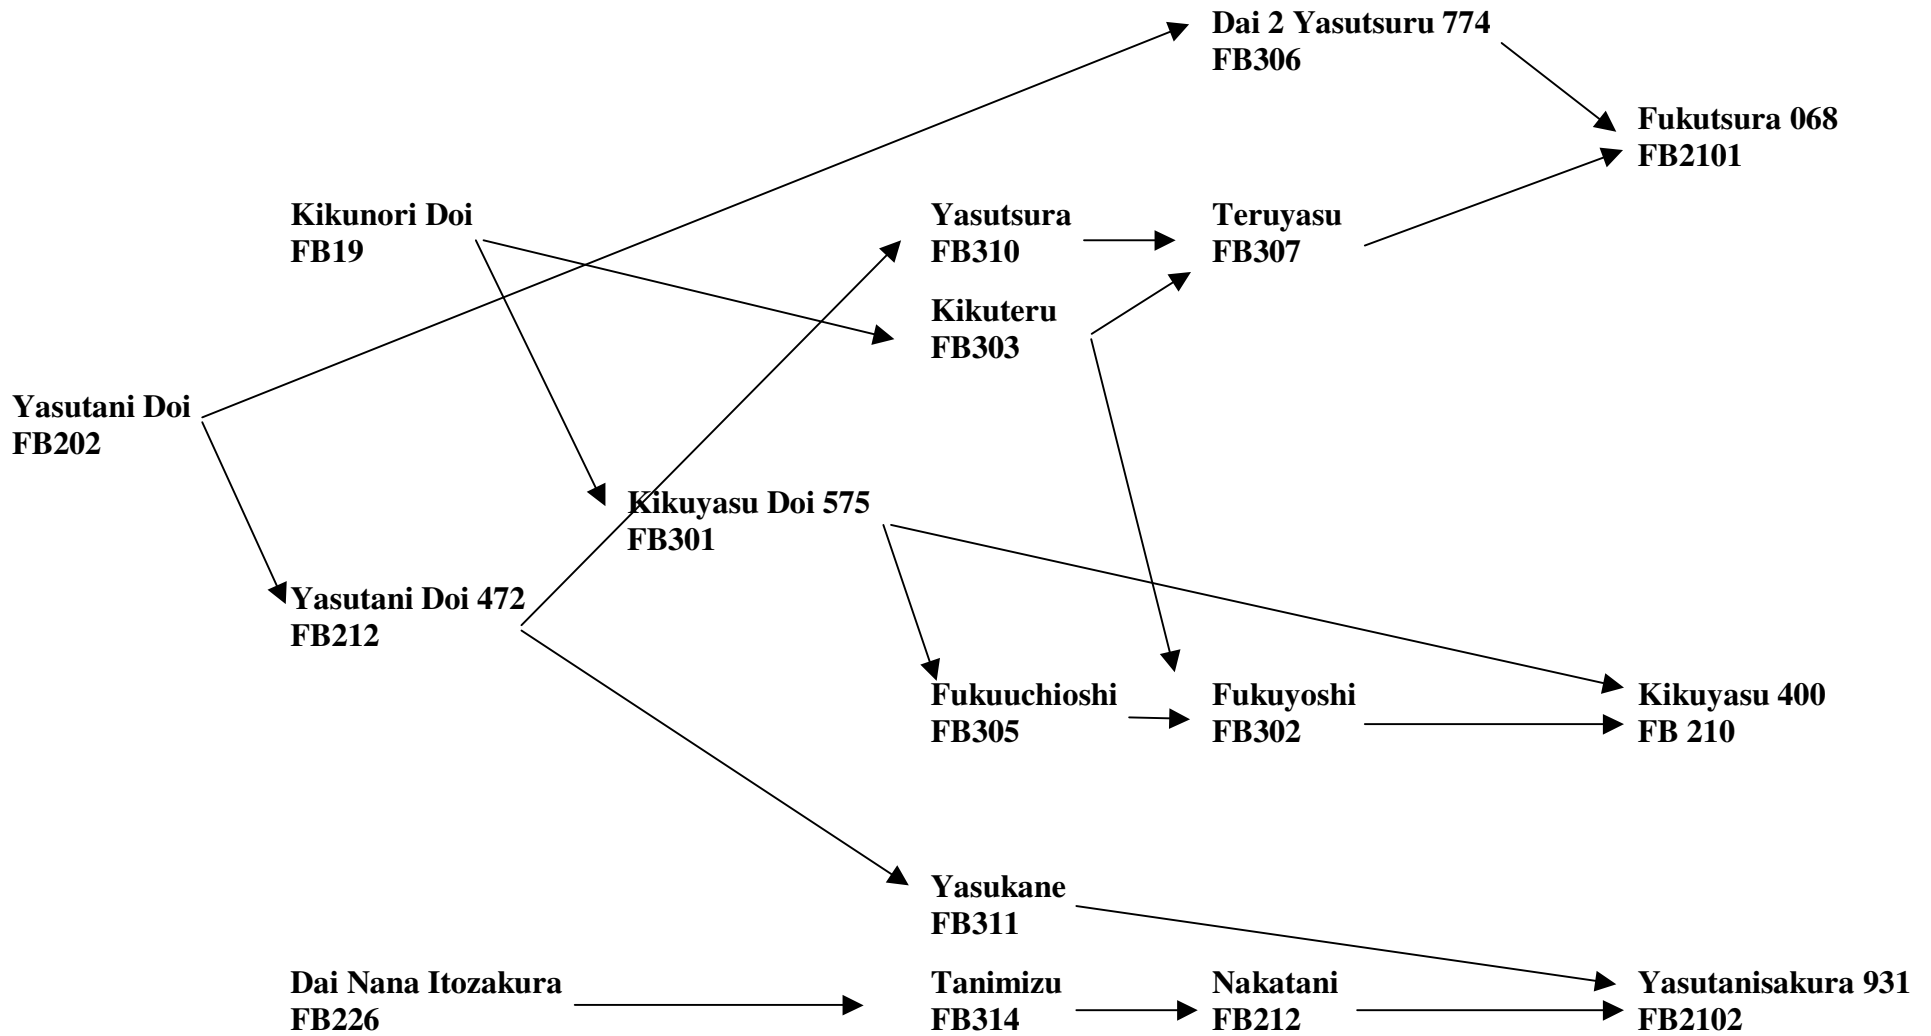 Dai 2 Yasutsuru 774
FB306
Fukutsura 068
FB2101
Kikunori Doi
FB19
Yasutsura
FB310
Teruyasu
FB307
Kikuteru
FB303
Yasutani Doi
FB202
Kikuyasu Doi 575
FB301
Yasutani Doi 472
FB212
Fukuuchioshi
FB305
Fukuyoshi
FB302
Kikuyasu 400
FB 210
Yasukane
FB311
Dai Nana Itozakura
FB226
Tanimizu
FB314
Nakatani
FB212
Yasutanisakura 931
FB2102